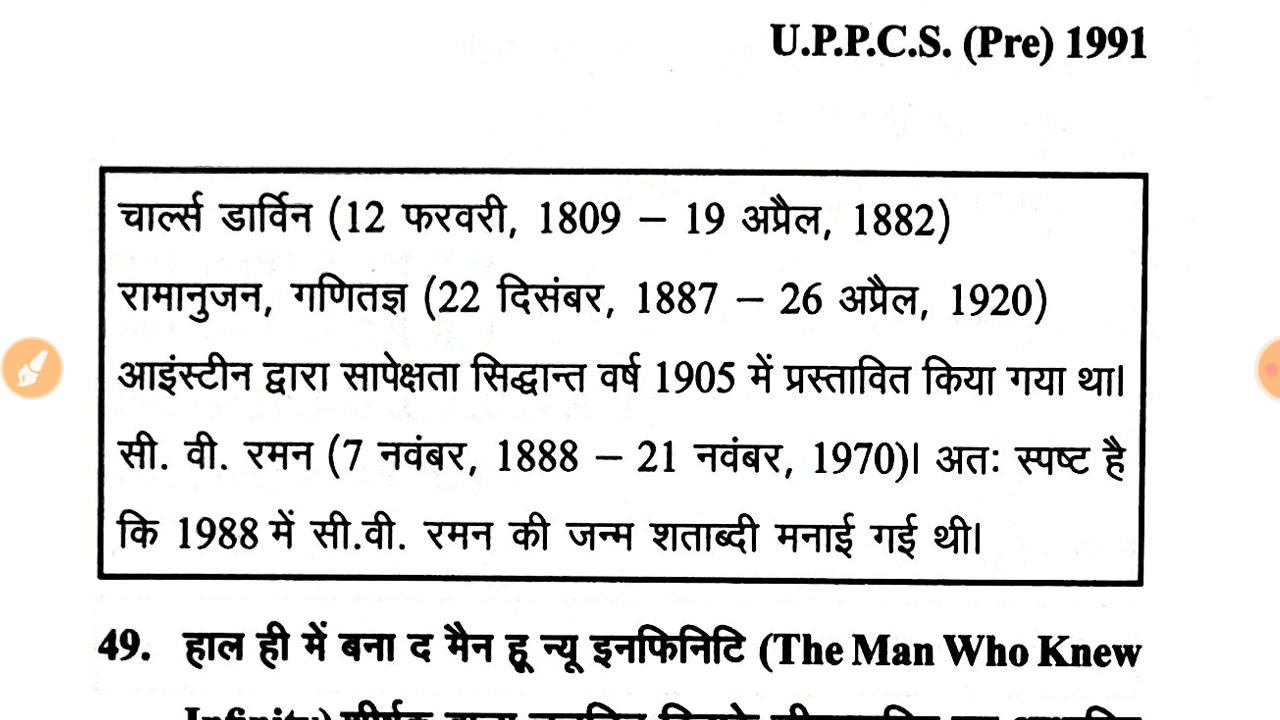 U.P.P.C.S. (Pre) 1991
चार्ल्स डार्विन (12 फरवरी, 1809 – 19 अप्रैल, 1882)
रामानुजन, गणितज्ञ (22 दिसंबर, 1887 – 26 अप्रैल, 1920)
आइंस्टीन द्वारा सापेक्षता सिद्धान्त वर्ष 1905 में प्रस्तावित किया गया था।
सी. वी. रमन (7 नवंबर, 1888 – 21 नवंबर, 1970)। अतः स्पष्ट है
कि 1988 में सी.वी. रमन की जन्म शताब्दी मनाई गई थी।
49. हाल ही में बना द मैन हू न्यू इनफिनिटि (The Man Who Knew
Infinity) शीर्षक वाला